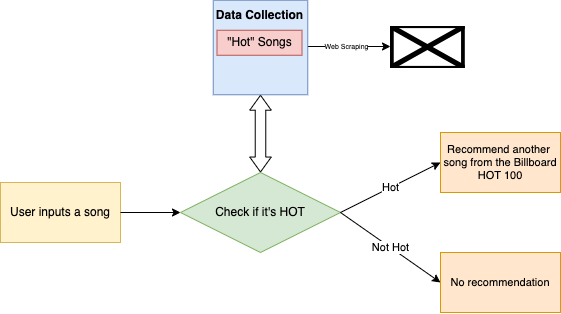 Data Collection
"Hot" Songs
Web Scraping
User inputs a song
Check if it's HOT
Hot
Not Hot
Recommend another
song from the Billboard
HOT 100
No recommendation